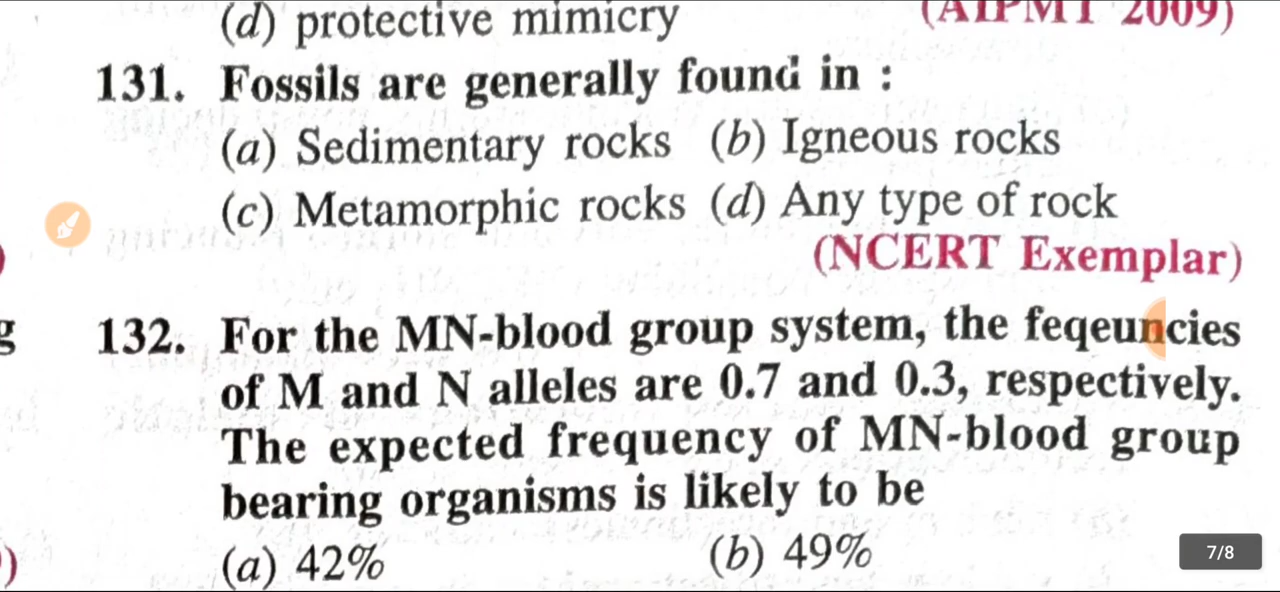 (d) protective mimicry (AIPMT 2009)
131. Fossils are generally found in :
(a) Sedimentary rocks (b) Igneous rocks
(c) Metamorphic rocks (d) Any type of rock
(NCERT Exemplar)
132. For the MN-blood group system, the feqeuncies
of M and N alleles are 0.7 and 0.3, respectively.
The expected frequency of MN-blood group
bearing organisms is likely to be
(a) 42% (b) 49%
7/8